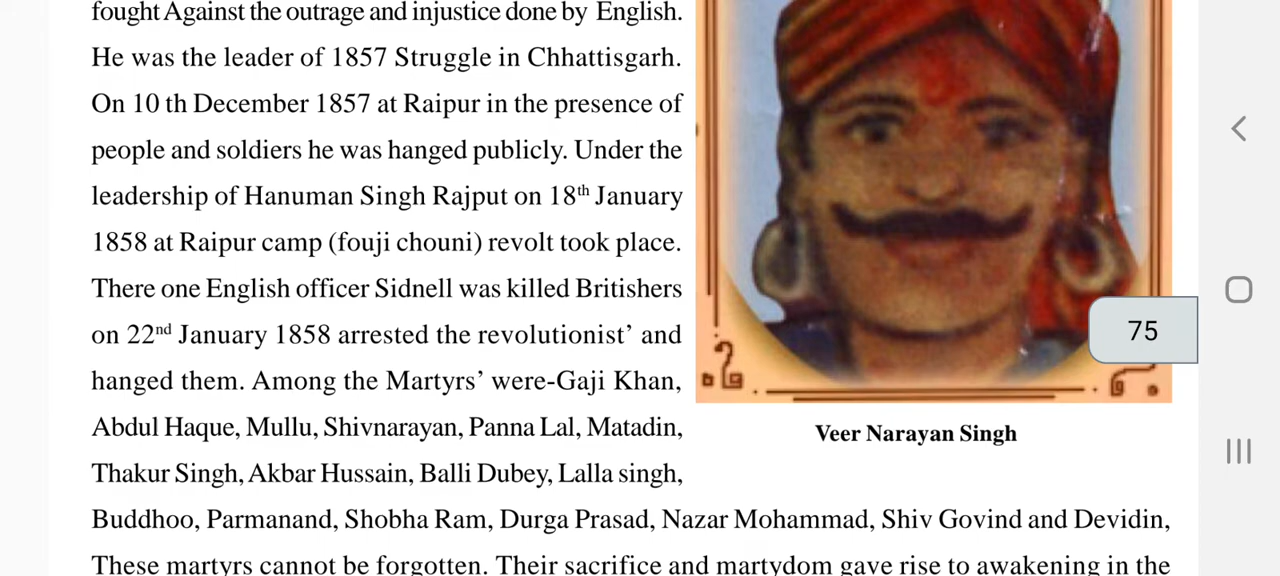 fought Against the outrage and injustice done by English.
He was the leader of 1857 Struggle in Chhattisgarh.
On 10 th December 1857 at Raipur in the presence of
people and soldiers he was hanged publicly. Under the
leadership of Hanuman Singh Rajput on 18th January
1858 at Raipur camp (fouji chouni) revolt took place.
There one English officer Sidnell was killed Britishers
on 22nd January 1858 arrested the revolutionist’ and
hanged them. Among the Martyrs’ were-Gaji Khan,
Abdul Haque, Mullu, Shivnarayan, Panna Lal, Matadin,
Thakur Singh, Akbar Hussain, Balli Dubey, Lalla singh,
Buddhoo, Parmanand, Shobha Ram, Durga Prasad, Nazar Mohammad, Shiv Govind and Devidin,
These martyrs cannot be forgotten. Their sacrifice and martydom gave rise to awakening in the
75
Veer Narayan Singh